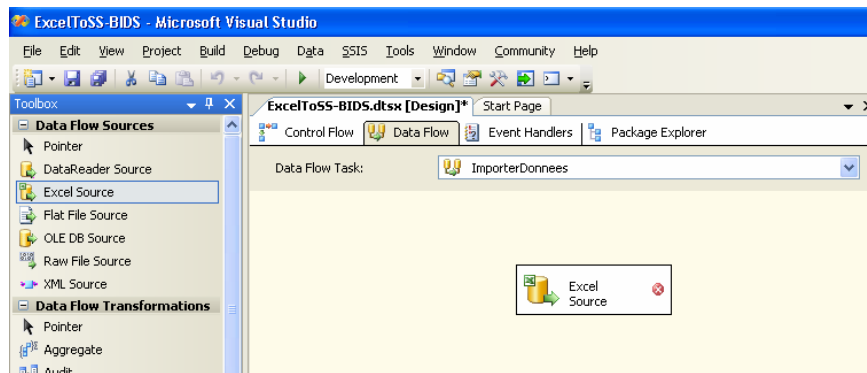 ExcelToSS-BIDS - Microsoft Visual Studio
File Edit View Project Build Debug Data SSIS Tools Window Community Help
Development
Toolbox
ExcelToSS-BIDS.dtsx [Design]* Start Page
Data Flow Sources
Control Flow Data Flow Event Handlers Package Explorer
Pointer
DataReader Source
Data Flow Task: ImporterDonnees
Excel Source
Flat File Source
OLE DB Source
Raw File Source
XML Source
Excel
Source
Data Flow Transformations
Pointer
Aggregate
Audit